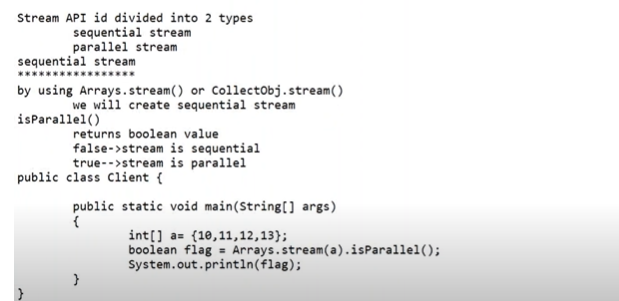 Stream API id divided into 2 types
sequential stream
parallel stream
sequential stream
*****************
by using Arrays.stream() or CollectObj.stream()
we will create sequential stream
isParallel()
returns boolean value
false->stream is sequential
true-->stream is parallel
public class Client {
public static void main(String[] args)
{
int[] a= {10,11,12,13};
boolean flag = Arrays.stream(a).isParallel();
System.out.println(flag);
}
}